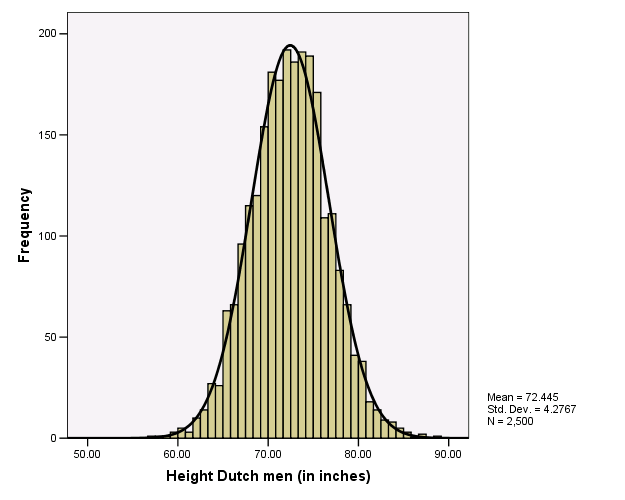 200
150
100
50
0
Frequency
50.00 60.00 70.00 80.00 90.00
Height Dutch men (in inches)
Mean = 72.445
Std. Dev. = 4.2767
N = 2,500